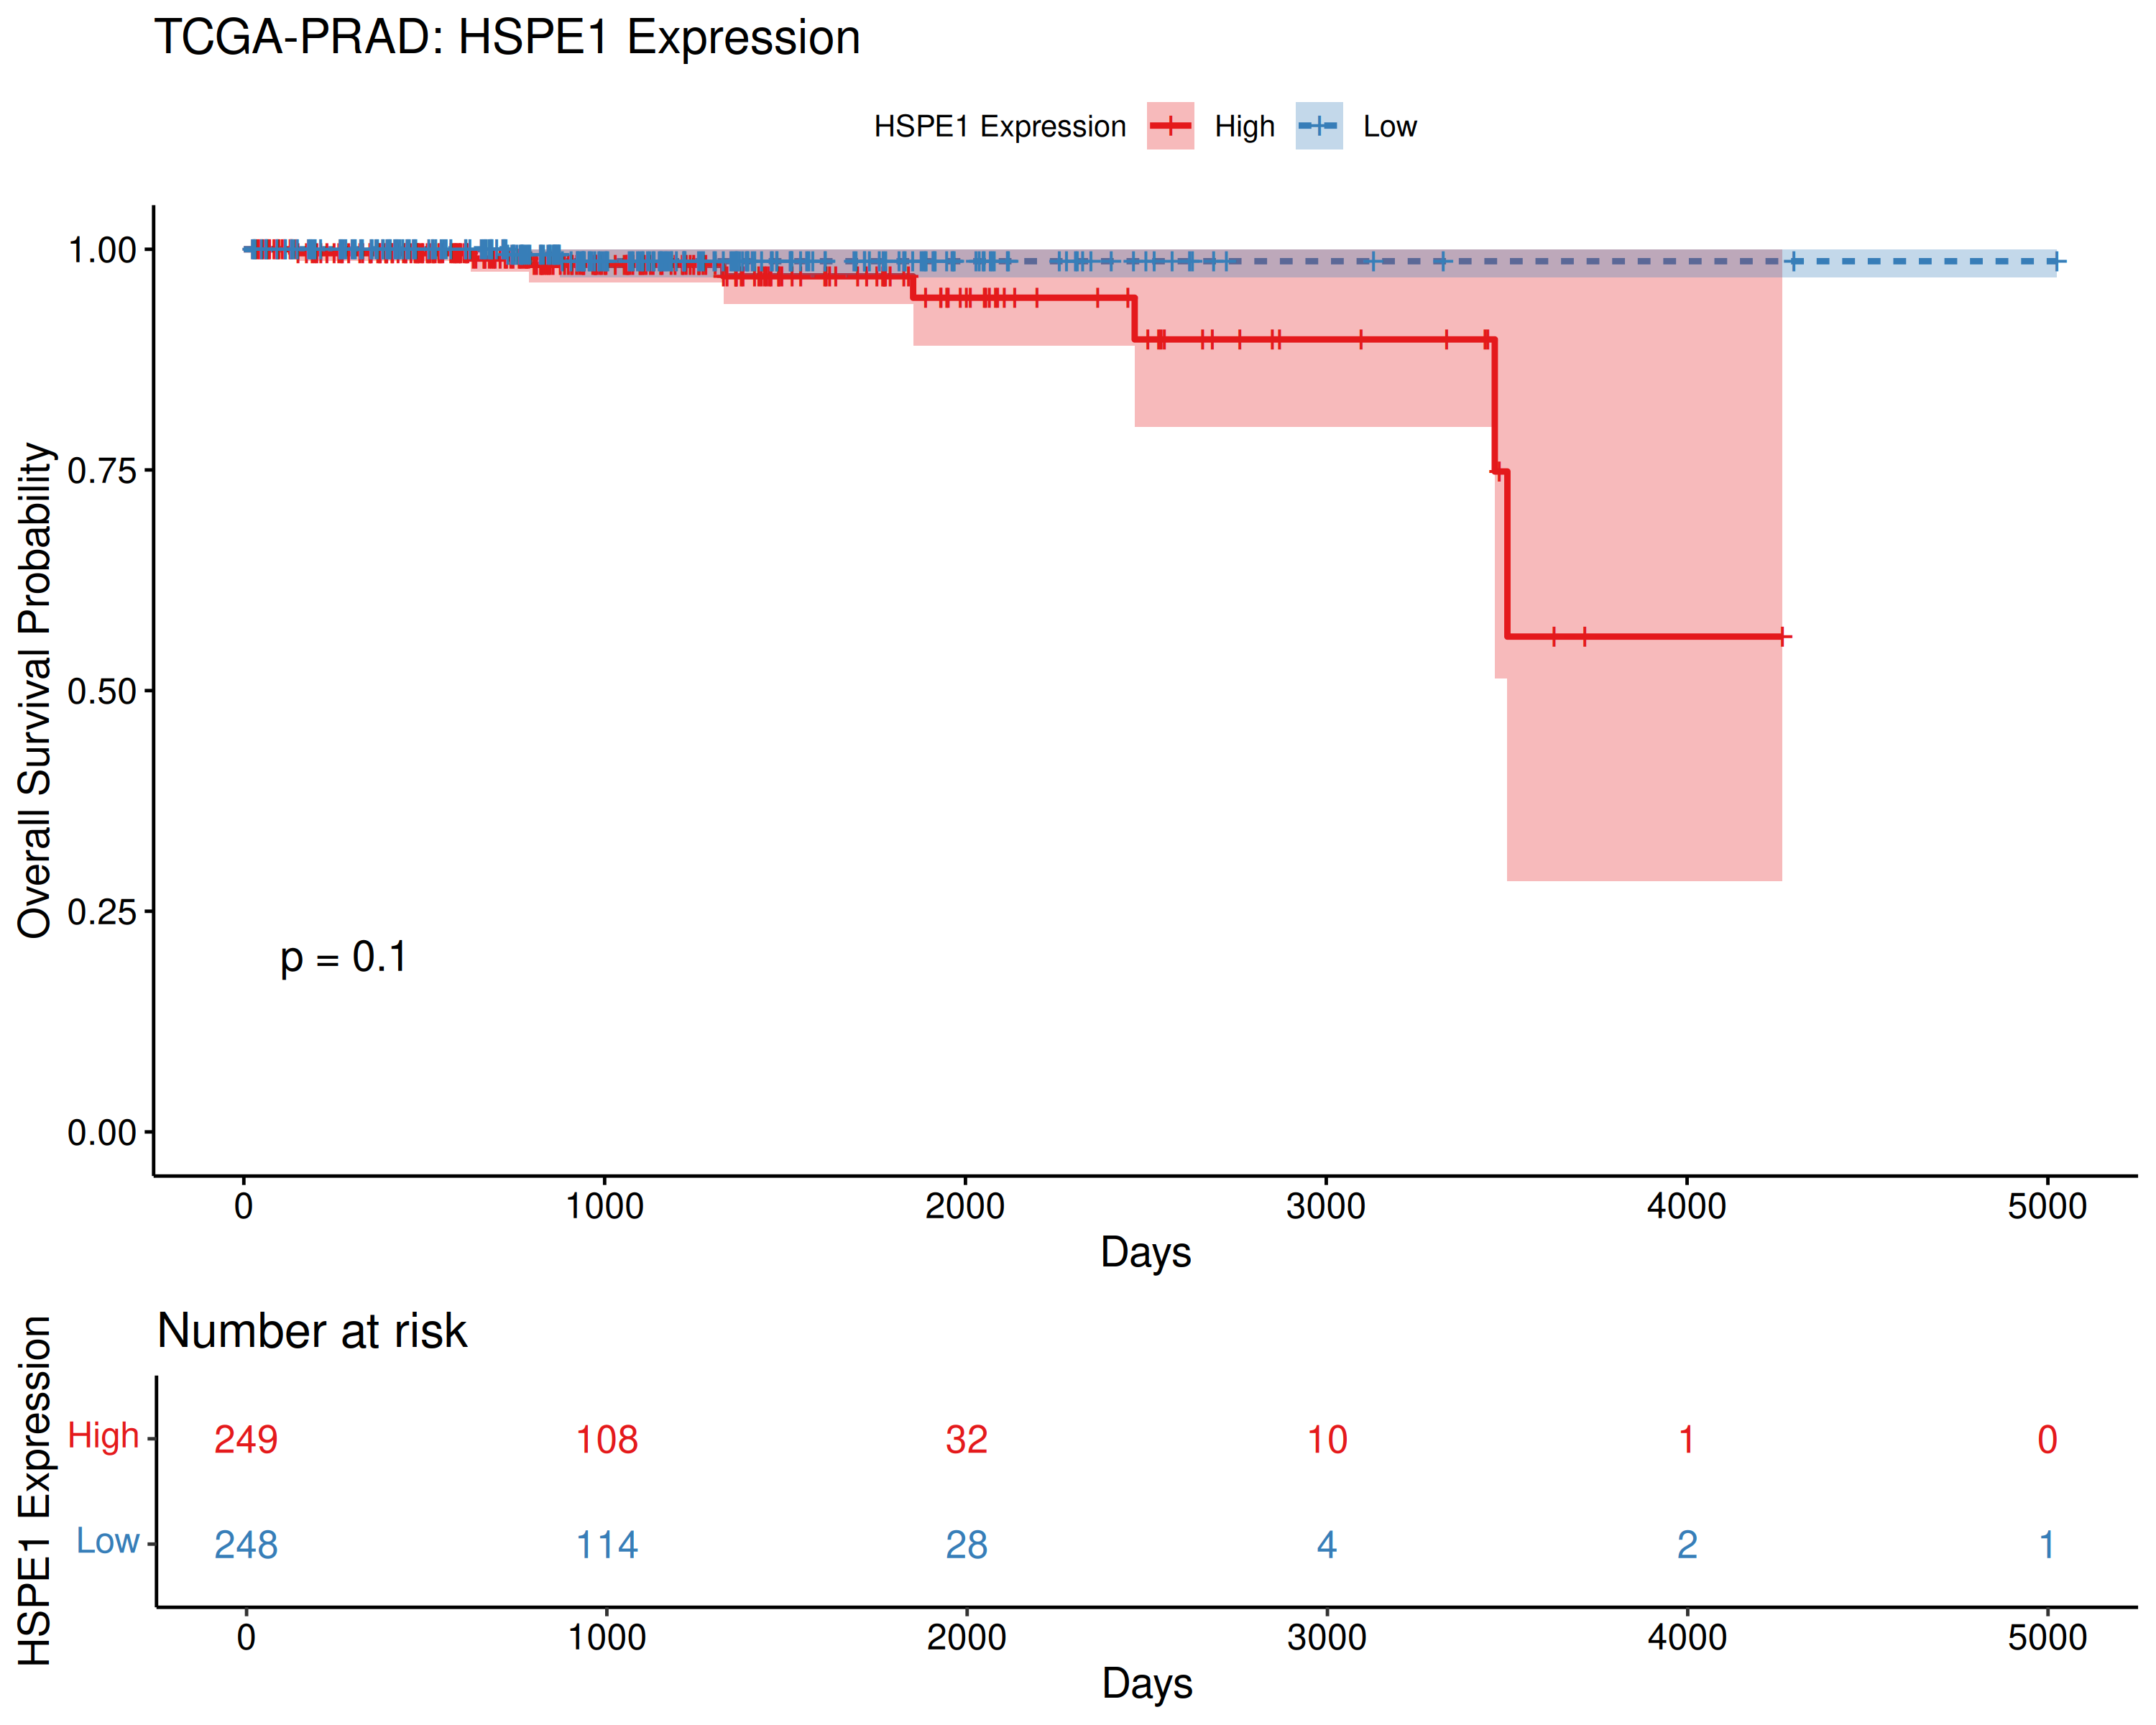 TCGA-PRAD: HSPE1 Expression
HSPE1 Expression High Low
Overall Survival Probability
1.00
0.75
0.50
0.25
0.00
p = 0.1
0 1000 2000 3000 4000 5000
Days
Number at risk
HSPE1 Expression
High 249 108 32 10 1 0
Low 248 114 28 4 2 1
0 1000 2000 3000 4000 5000
Days